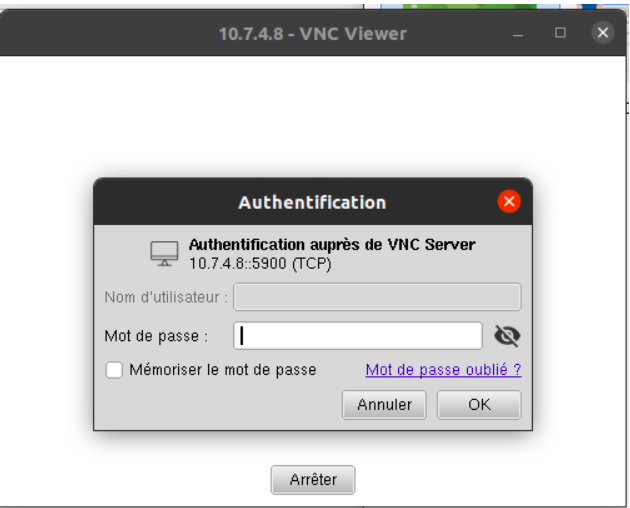 10.7.4.8 - VNC Viewer
Authentification
Authentification auprès de VNC Server
10.7.4.8::5900 (TCP)
Nom d'utilisateur :
Mot de passe :
Mémoriser le mot de passe
Mot de passe oublié ?
Annuler
OK
Arrêter